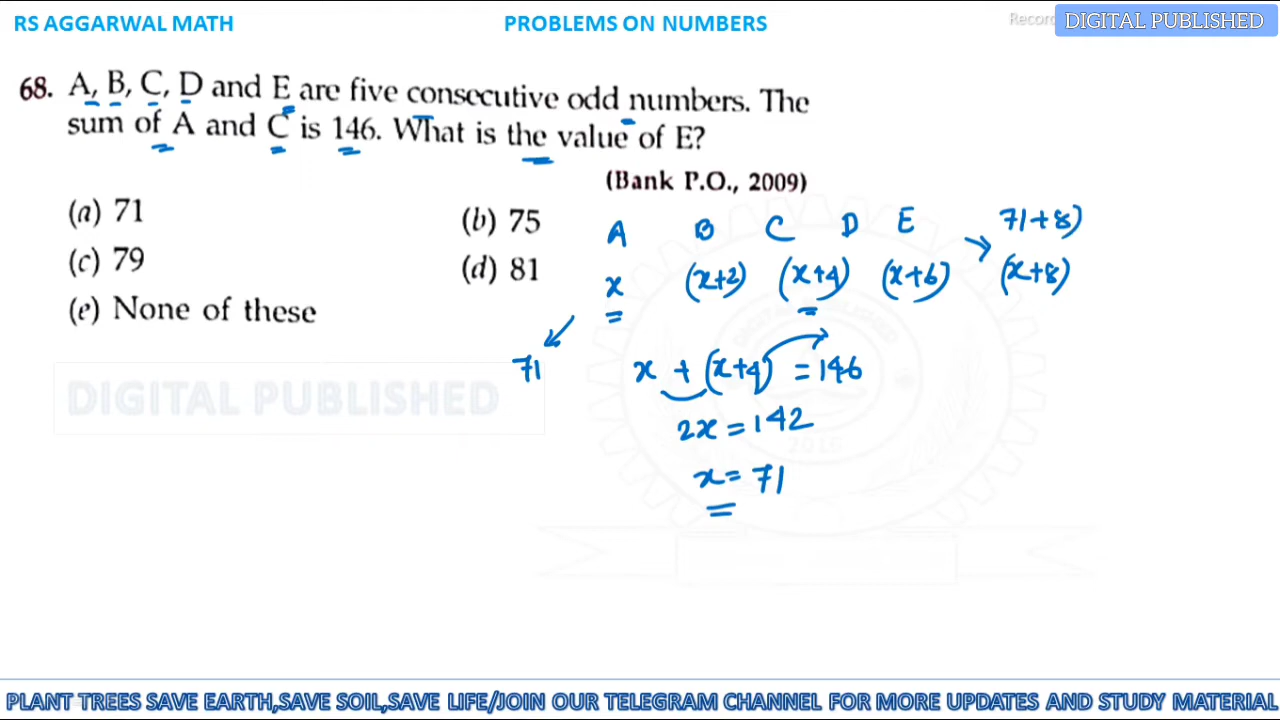 RS AGGARWAL MATH PROBLEMS ON NUMBERS Record DIGITAL PUBLISHED
68. A, B, C, D and E are five consecutive odd numbers. The
sum of A and C is 146. What is the value of E?
(Bank P.O., 2009)
(a) 71 (b) 75
(c) 79 (d) 81
(e) None of these
A B C D E 71+8)
x (x+2) (x+4) (x+6) (x+8)
71 x + (x+4) = 146
DIGITAL PUBLISHED
2x = 142
2016
x = 71
PLANT TREES SAVE EARTH,SAVE SOIL,SAVE LIFE/JOIN OUR TELEGRAM CHANNEL FOR MORE UPDATES AND STUDY MATERIAL